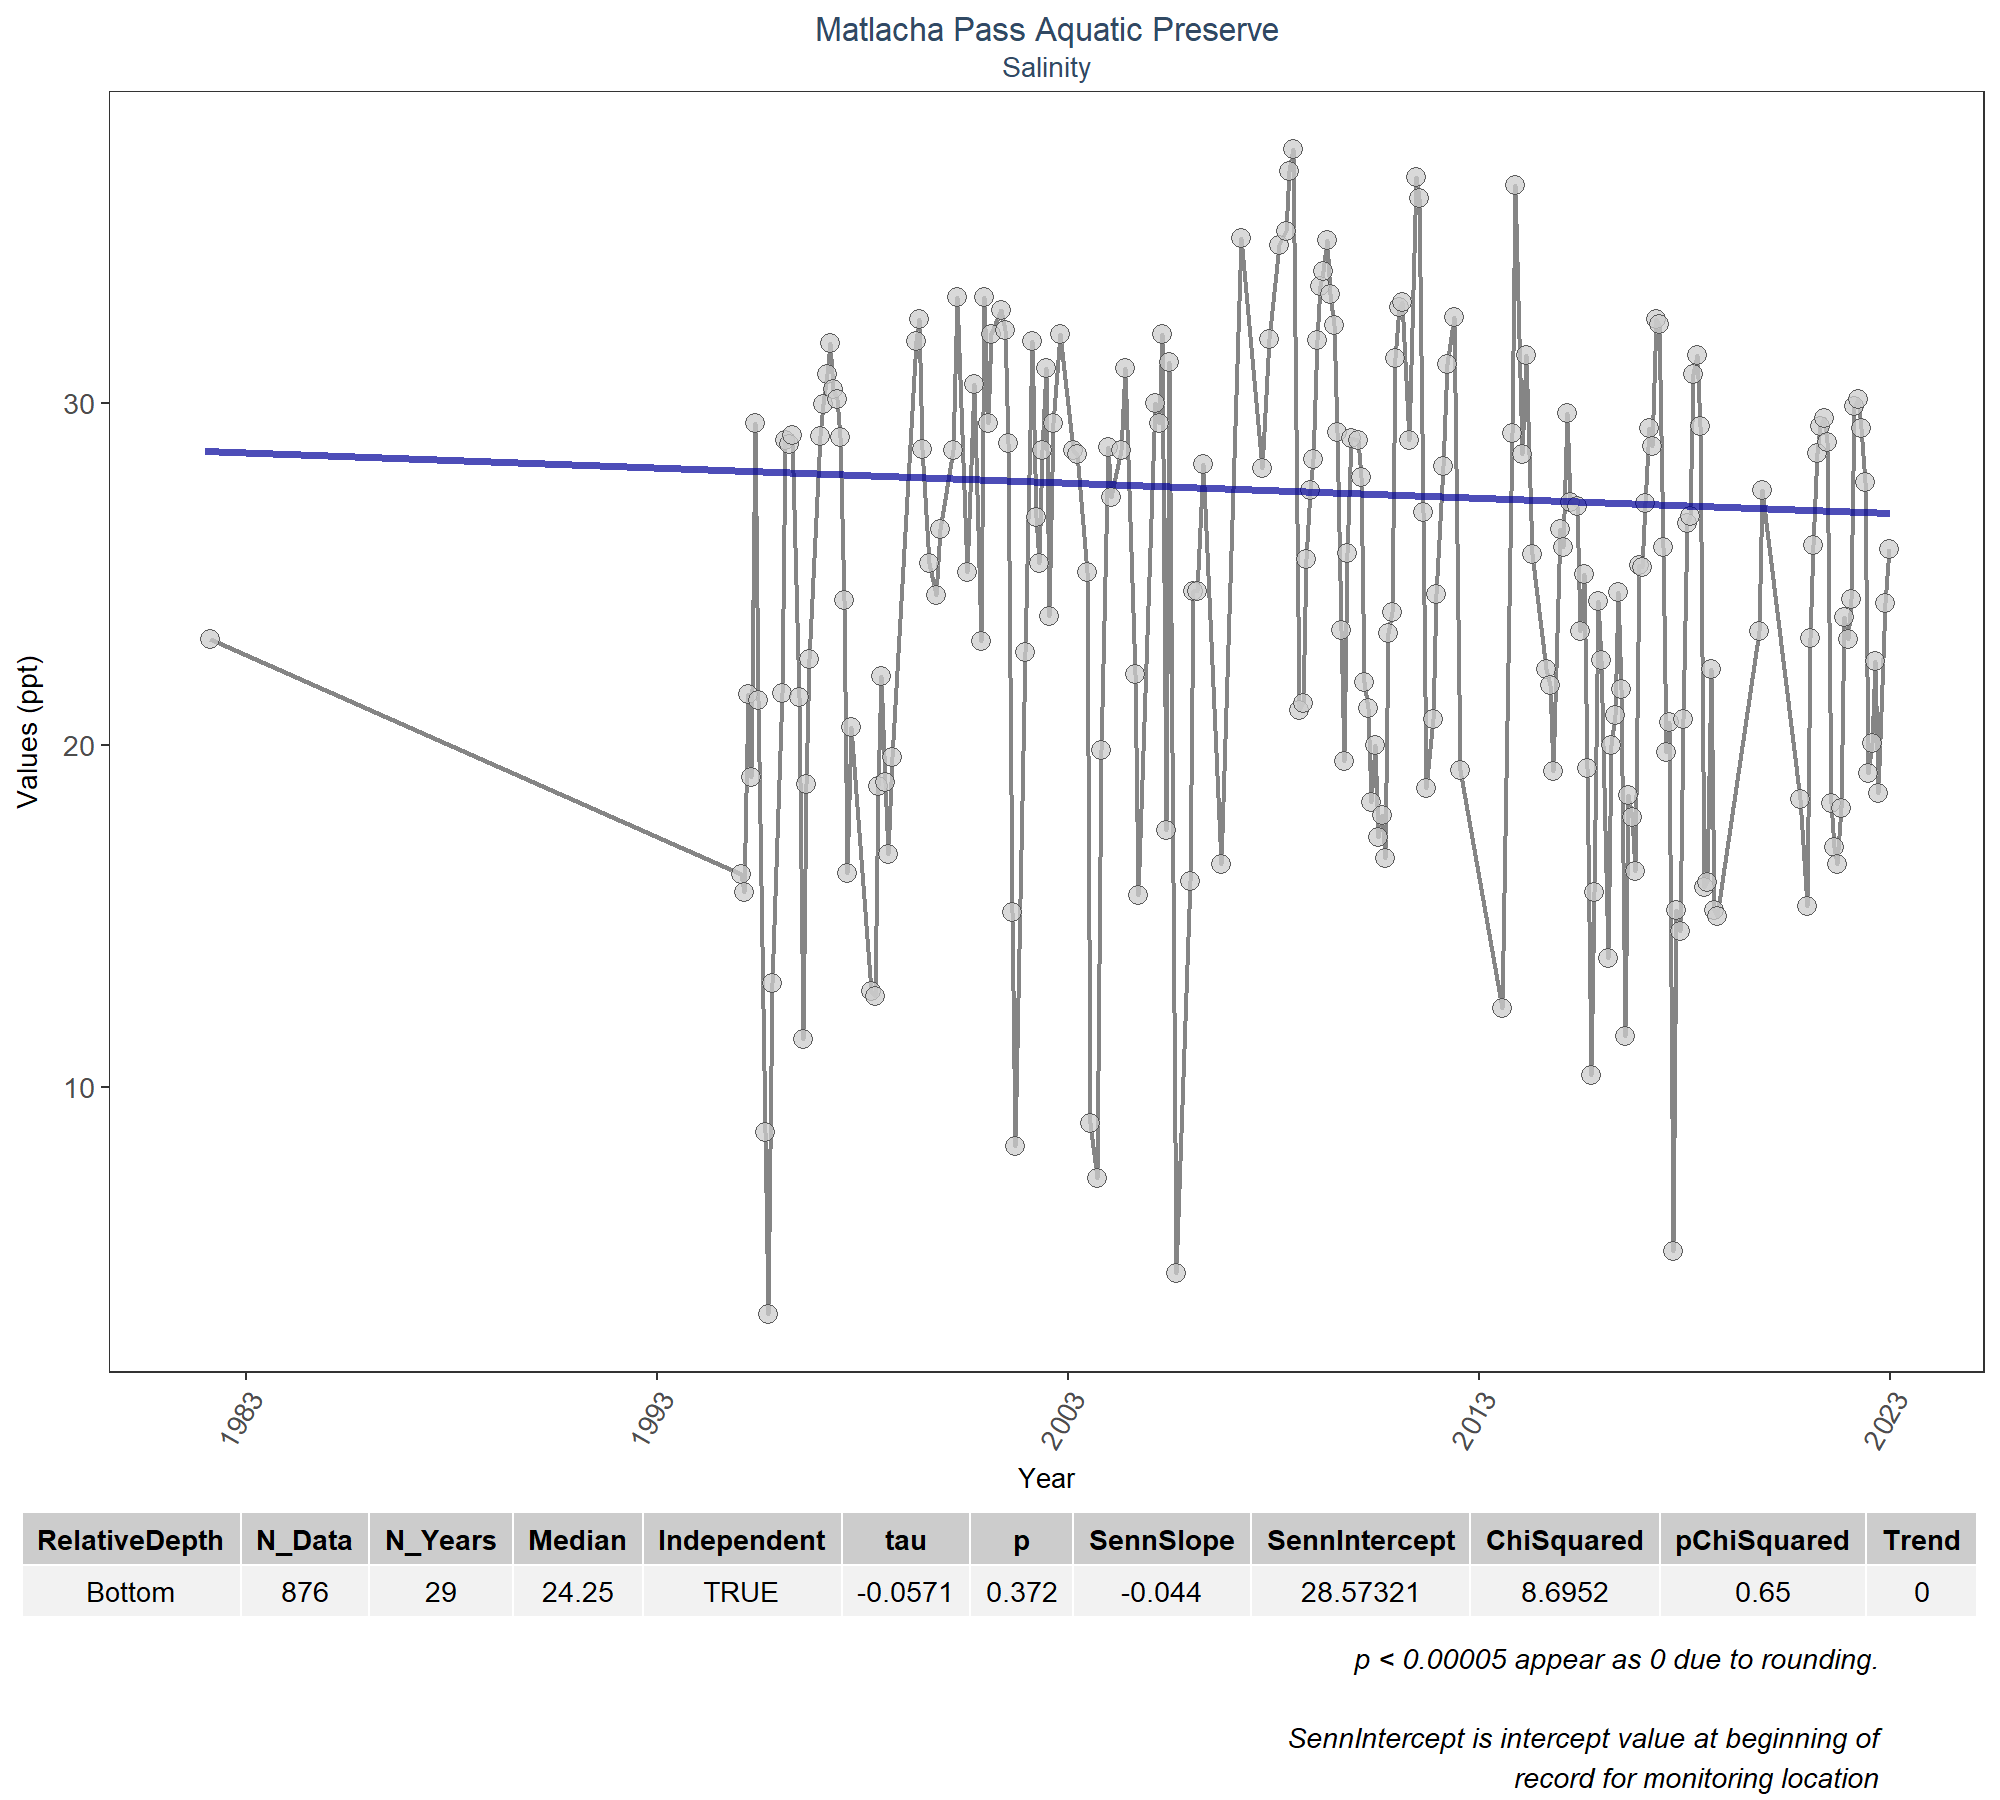 Matlacha Pass Aquatic Preserve
Salinity
Values (ppt)
30
20
10
1983
1993
2003
2013
2023
Year
RelativeDepth N_Data N_Years Median Independent tau p SennSlope SennIntercept ChiSquared pChiSquared Trend
Bottom 876 29 24.25 TRUE -0.0571 0.372 -0.044 28.57321 8.6952 0.65 0
p < 0.00005 appear as 0 due to rounding.
SennIntercept is intercept value at beginning of
record for monitoring location